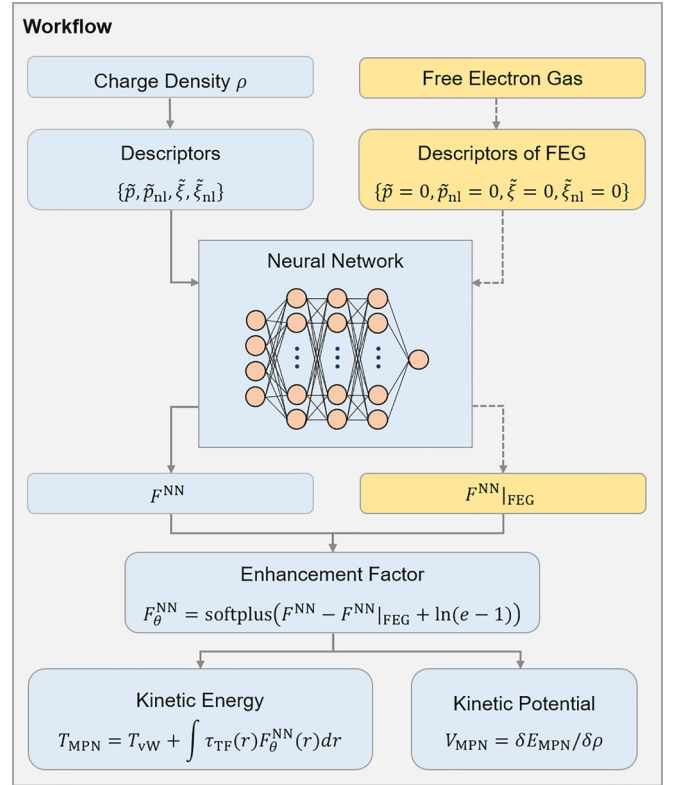 Workflow
Charge Density ρ
Free Electron Gas
Descriptors
{p̃, p̃nl, ξ̃, ξ̃nl}
Descriptors of FEG
{p̃ = 0, p̃nl = 0, ξ̃ = 0, ξ̃nl = 0}
Neural Network
F^NN
F^NN|FEG
Enhancement Factor
F_θ^NN = softplus(F^NN − F^NN|FEG + ln(e − 1))
Kinetic Energy
T_MPN = T_vW + ∫ τ_TF(r)F_θ^NN(r)dr
Kinetic Potential
V_MPN = δE_MPN/δρ